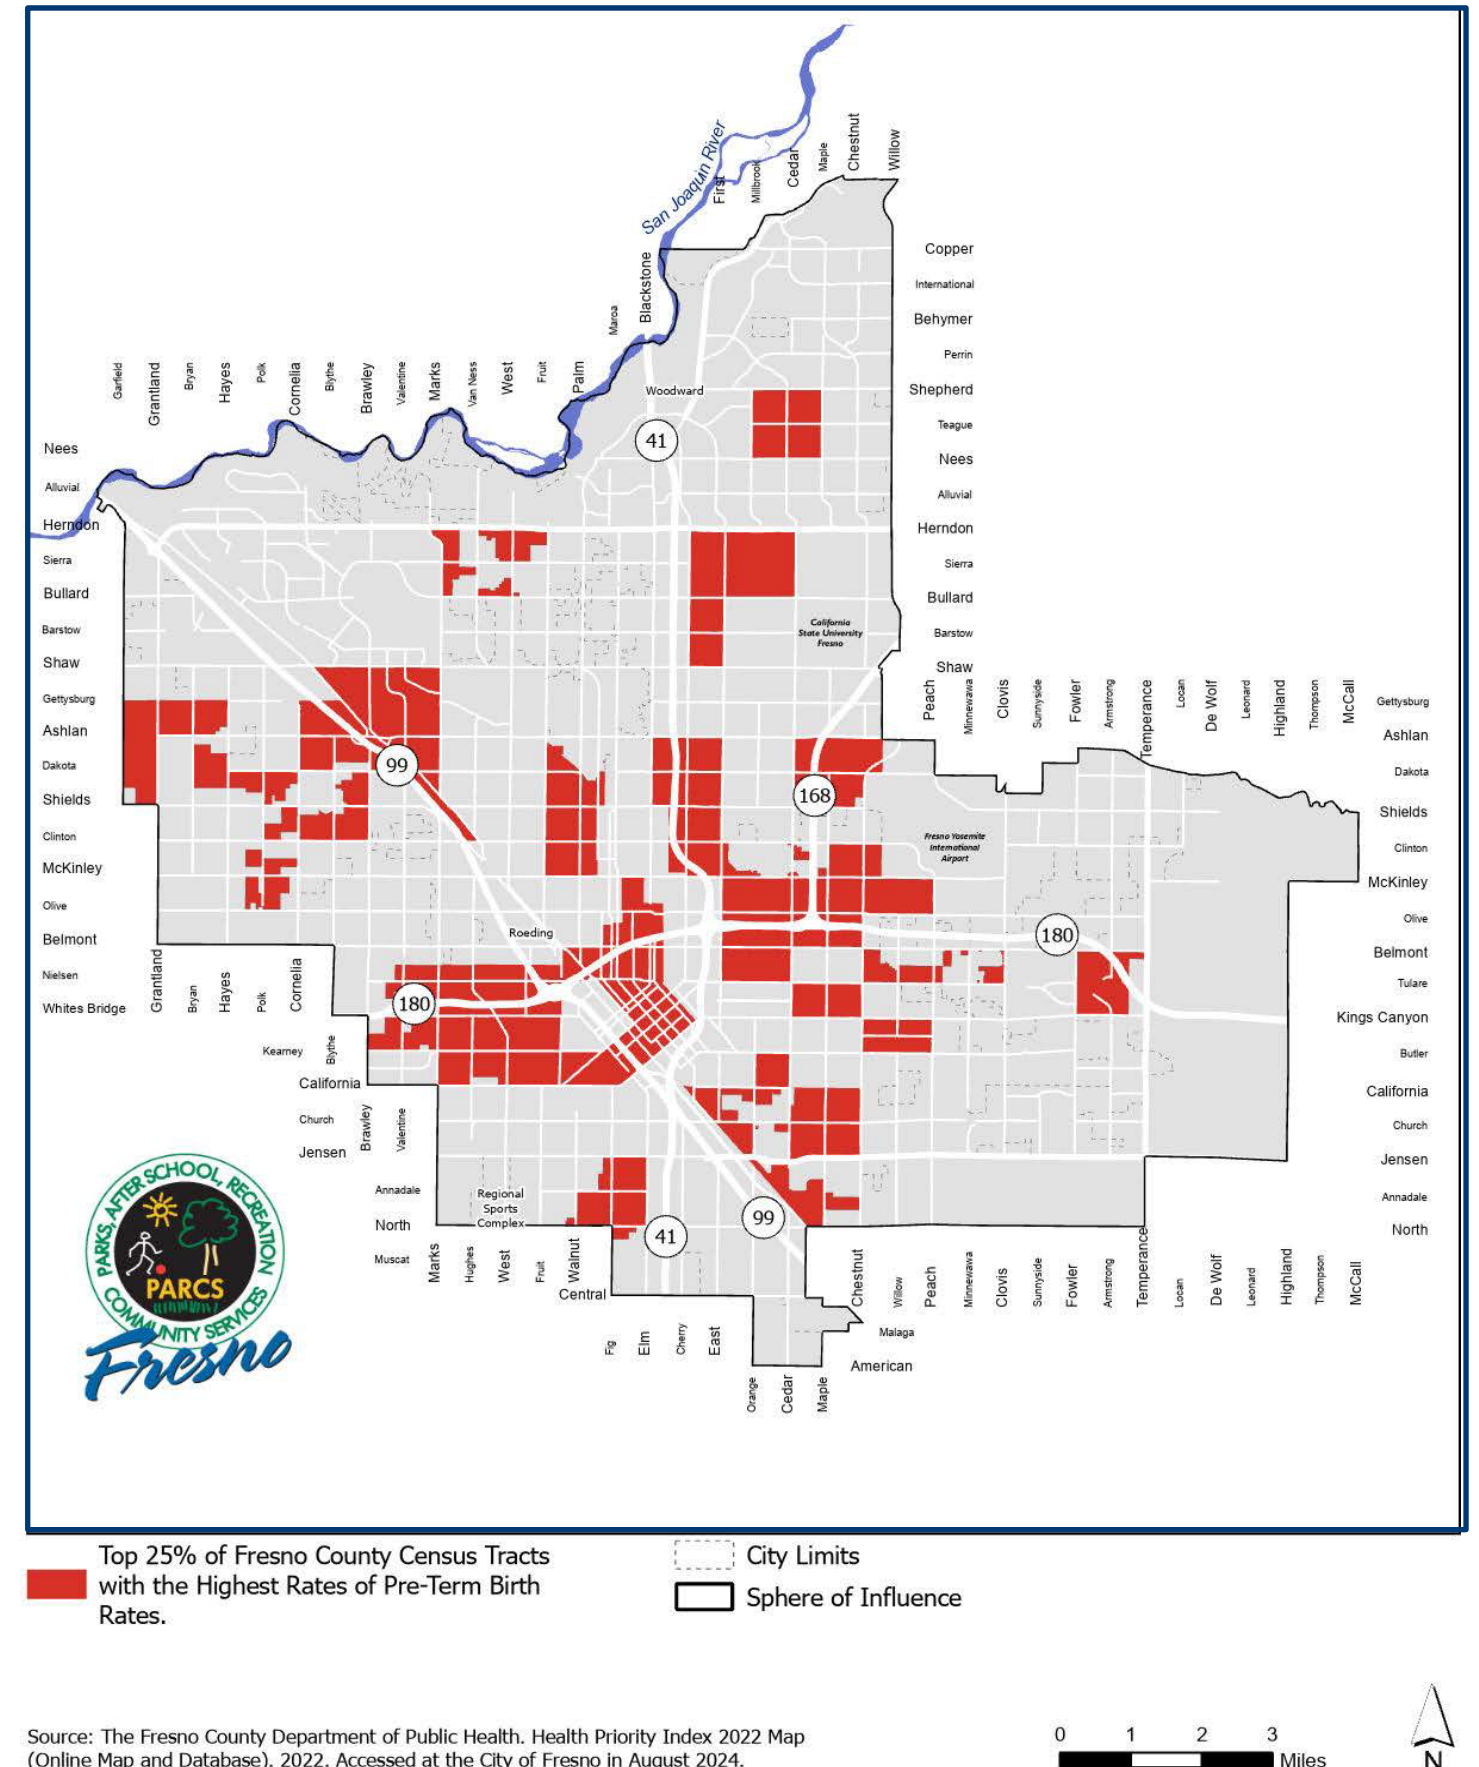 San Joaquin River
First
Millbrook
Cedar
Maple
Chestnut
Willow
Maroa
Blackstone
Copper
International
Behymer
Perrin
Shepherd
Teague
Nees
Alluvial
Herndon
Sierra
Bullard
Barstow
Shaw
Garfield
Grantland
Bryan
Hayes
Polk
Cornelia
Blythe
Brawley
Valentine
Marks
Van Ness
West
Fruit
Palm
Woodward
41
Nees
Alluvial
Herndon
Sierra
Bullard
Barstow
Shaw
Gettysburg
Ashlan
Dakota
Shields
Clinton
McKinley
Olive
Belmont
Nielsen
Whites Bridge
California
State University
Fresno
Peach
Minnewawa
Clovis
Sunnyside
Fowler
Armstrong
Temperance
Locan
De Wolf
Leonard
Highland
Thompson
McCall
Gettysburg
Ashlan
Dakota
Shields
Clinton
McKinley
Olive
Belmont
Tulare
Kings Canyon
Butler
California
Church
Jensen
Annadale
North
99
168
Fresno Yosemite
International
Airport
Roeding
180
180
Grantland
Bryan
Hayes
Polk
Cornelia
Kearney
Blythe
California
Church
Jensen
Brawley
Valentine
Annadale
North
Muscat
Regional
Sports
Complex
41
99
Marks
Hughes
West
Fruit
Walnut
Central
Fig
Elm
Cherry
East
Orange
Cedar
Maple
Chestnut
Willow
Peach
Minnewawa
Clovis
Sunnyside
Fowler
Armstrong
Temperance
Locan
De Wolf
Leonard
Highland
Thompson
McCall
Malaga
American
PARKS, AFTER SCHOOL, RECREATION
PARCS
COMMUNITY SERVICES
Fresno
Top 25% of Fresno County Census Tracts
with the Highest Rates of Pre-Term Birth
Rates.
City Limits
Sphere of Influence
Source: The Fresno County Department of Public Health. Health Priority Index 2022 Map
(Online Map and Database). 2022. Accessed at the City of Fresno in August 2024.
0 1 2 3
Miles
N